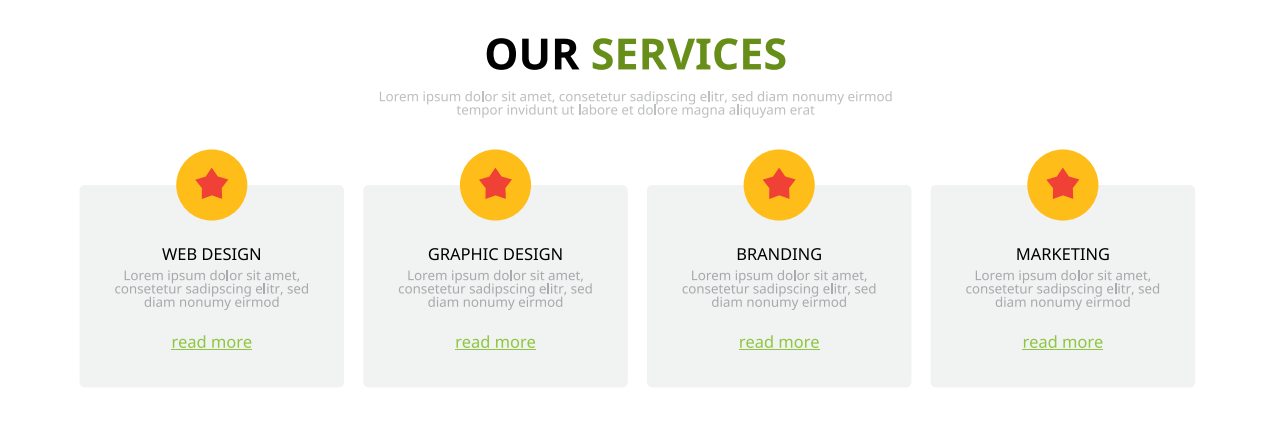 OUR SERVICES
Lorem ipsum dolor sit amet, consetetur sadipscing elitr, sed diam nonumy eirmod
tempor invidunt ut labore et dolore magna aliquyam erat
WEB DESIGN
Lorem ipsum dolor sit amet,
consetetur sadipscing elitr, sed
diam nonumy eirmod
read more
GRAPHIC DESIGN
Lorem ipsum dolor sit amet,
consetetur sadipscing elitr, sed
diam nonumy eirmod
read more
BRANDING
Lorem ipsum dolor sit amet,
consetetur sadipscing elitr, sed
diam nonumy eirmod
read more
MARKETING
Lorem ipsum dolor sit amet,
consetetur sadipscing elitr, sed
diam nonumy eirmod
read more